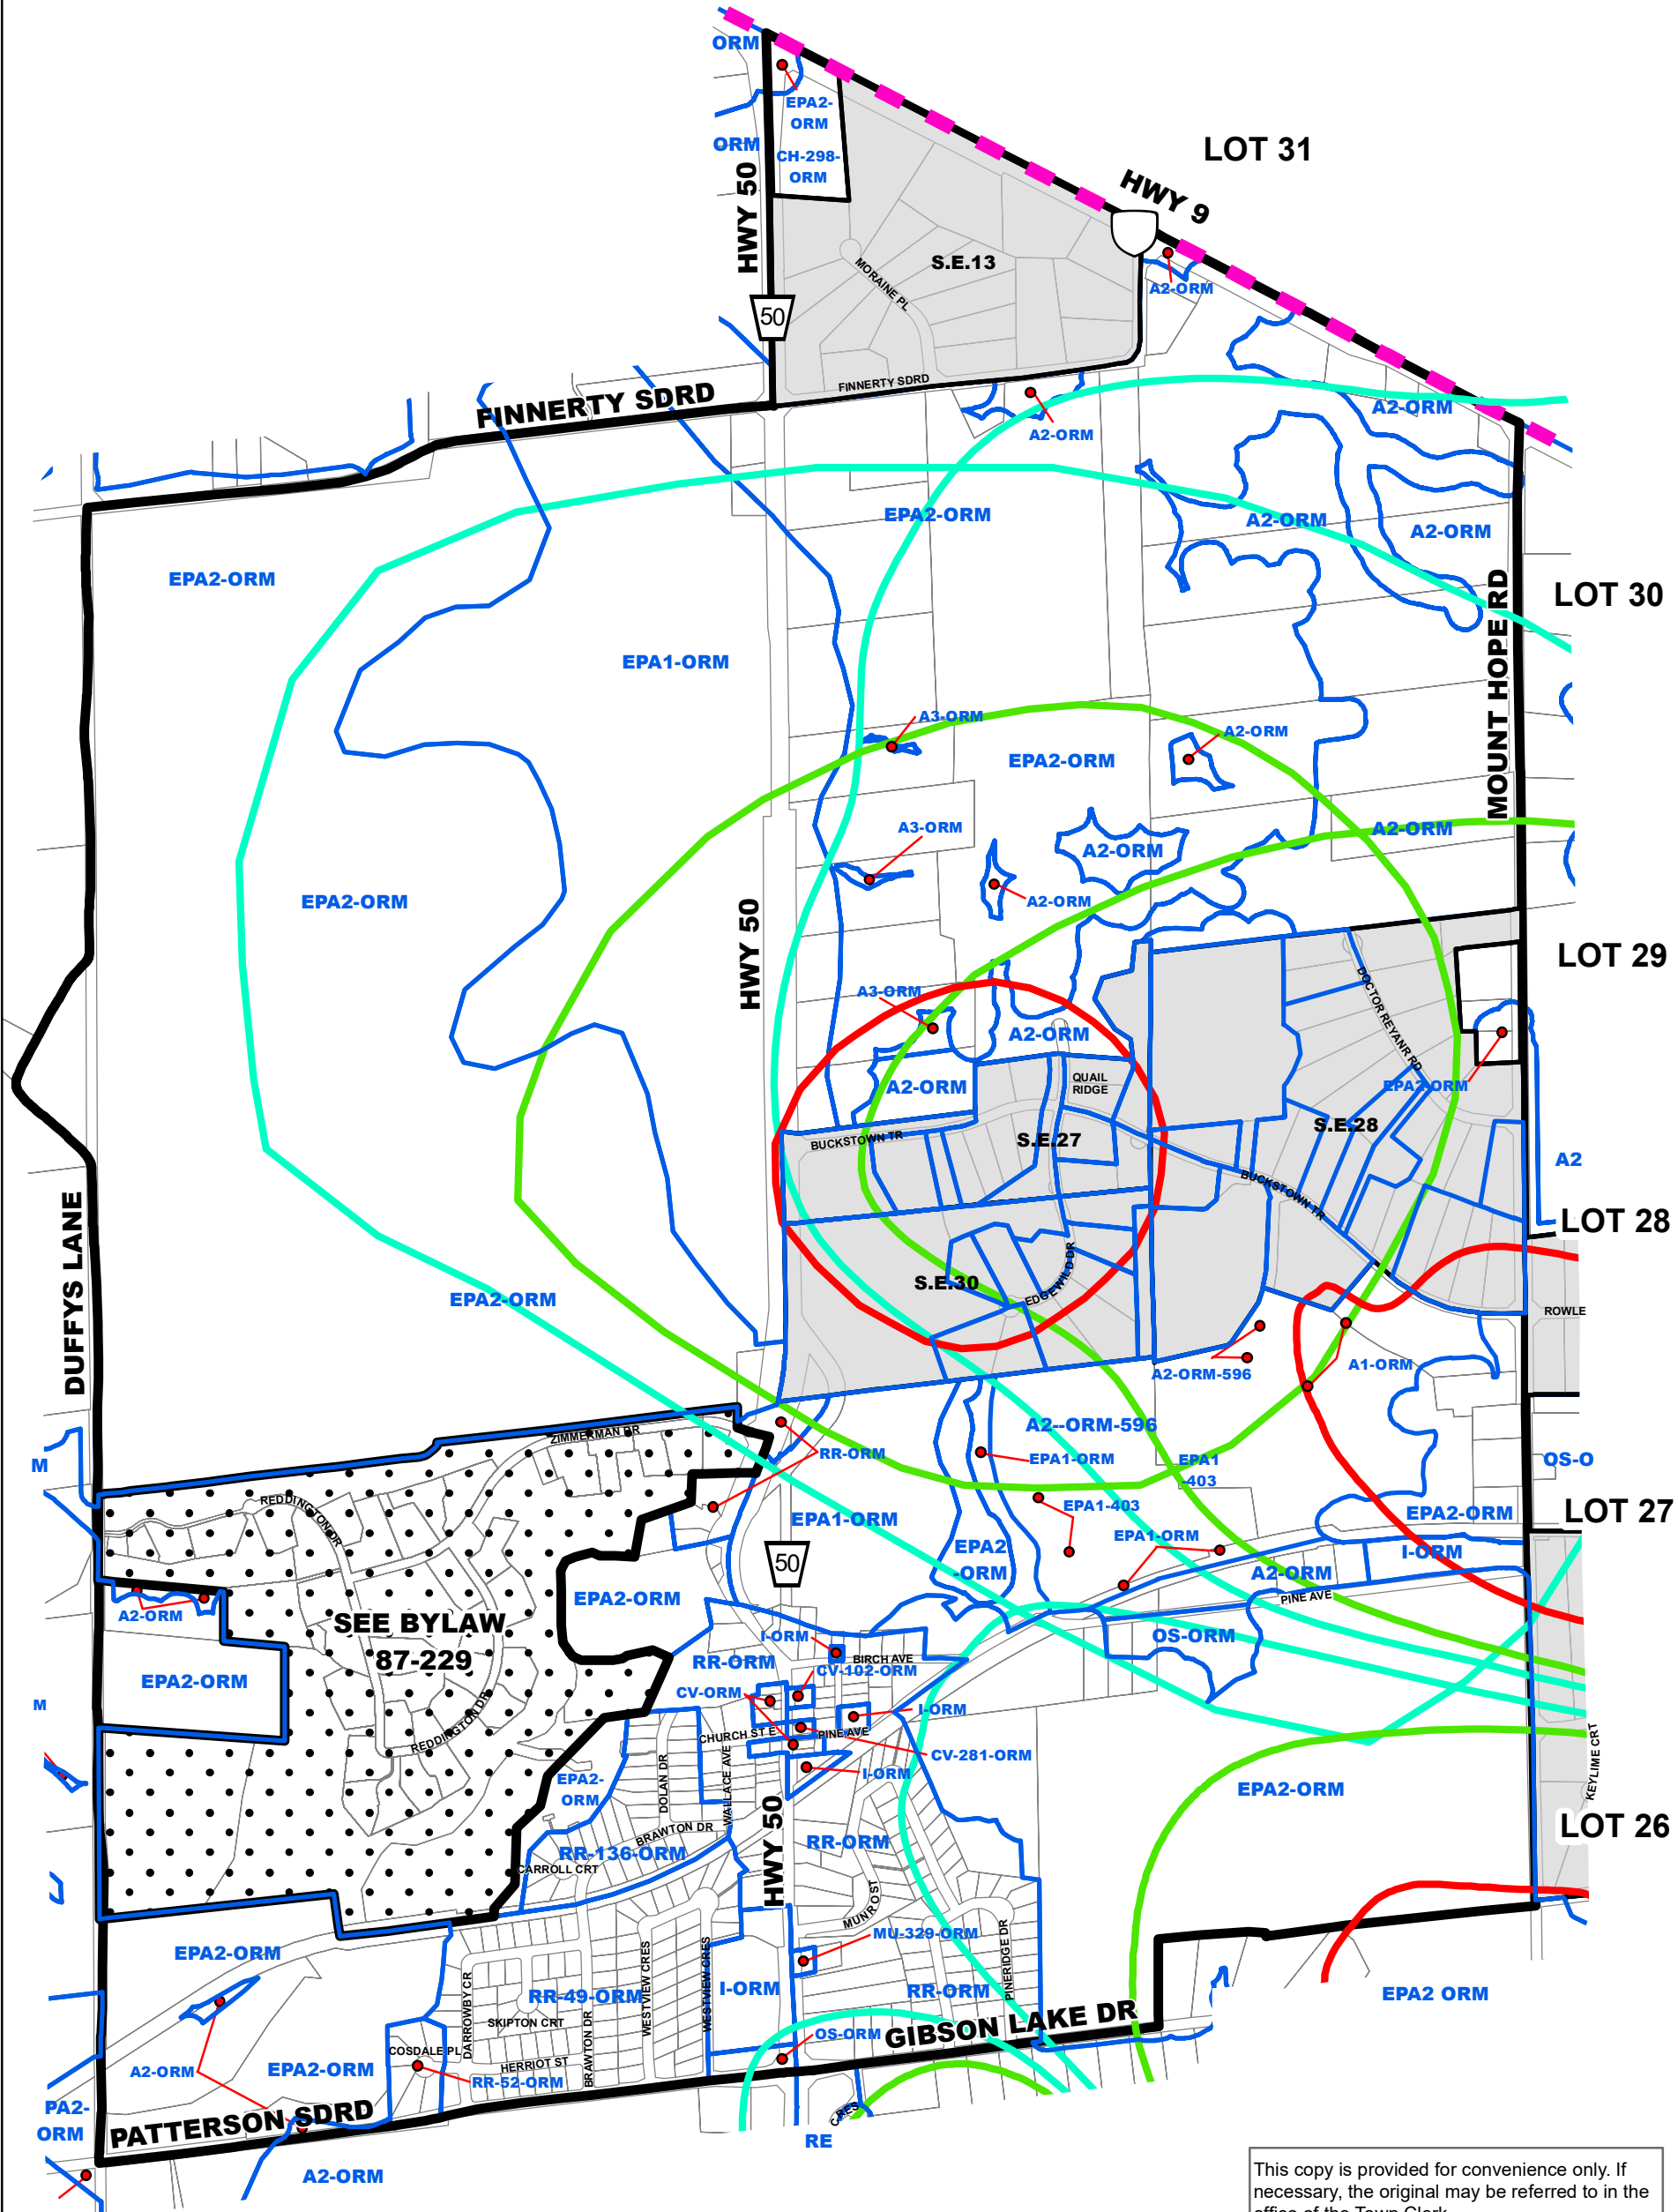 ORM
EPA2-
ORM
ORM
CH-298-
ORM
LOT 31
HWY 50
HWY 9
S.E.13
MORAINE PL
A2-ORM
50
FINNERTY SDRD
FINNERTY SDRD
A2-ORM
A2-ORM
EPA2-ORM
A2-ORM
A2-ORM
EPA2-ORM
LOT 30
MOUNT HOPE RD
EPA1-ORM
A3-ORM
A2-ORM
EPA2-ORM
A3-ORM
A2-ORM
A2-ORM
EPA2-ORM
A2-ORM
HWY 50
LOT 29
A3-ORM
DOCTOR REYANR RD
A2-ORM
QUAIL
RIDGE
A2-ORM
EPA2-ORM
BUCKSTOWN TR
S.E.27
S.E.28
A2
BUCKSTOWN TR
LOT 28
DUFFYS LANE
S.E.30
EDGEWILD DR
EPA2-ORM
ROWLE
A2-ORM-596
A1-ORM
A2--ORM-596
ZIMMERMAN DR
RR-ORM
EPA1-ORM
EPA1
-403
OS-O
M
REDDINGTON DR
EPA1-403
EPA2-ORM
LOT 27
EPA1-ORM
EPA1-ORM
50
EPA2
-ORM
I-ORM
A2-ORM
EPA2-ORM
PINE AVE
A2-ORM
SEE BYLAW
87-229
I-ORM
OS-ORM
BIRCH AVE
RR-ORM
CV-102-ORM
EPA2-ORM
CV-ORM
M
REDDINGTON DR
I-ORM
CHURCH ST E
PINE AVE
CV-281-ORM
KEYLIME CRT
I-ORM
EPA2-
ORM
DOLAN DR
WALLACE AVE
EPA2-ORM
HWY 50
LOT 26
BRAWTON DR
RR-ORM
RR-136-ORM
CARROLL CRT
MUNRO ST
MU-329-ORM
EPA2-ORM
PINERIDGE DR
DARROWBY CR
WESTVIEW CRES
WESTVIEW CRES
I-ORM
RR-ORM
EPA2 ORM
RR-49-ORM
SKIPTON CRT
BRAWTON DR
OS-ORM
GIBSON LAKE DR
COSDALE PL
HERRIOT ST
A2-ORM
EPA2-ORM
RR-52-ORM
PA2-
ORM
PATTERSON SDRD
CRES
RE
A2-ORM
This copy is provided for convenience only. If
necessary, the original may be referred to in the
office of the Town Clerk